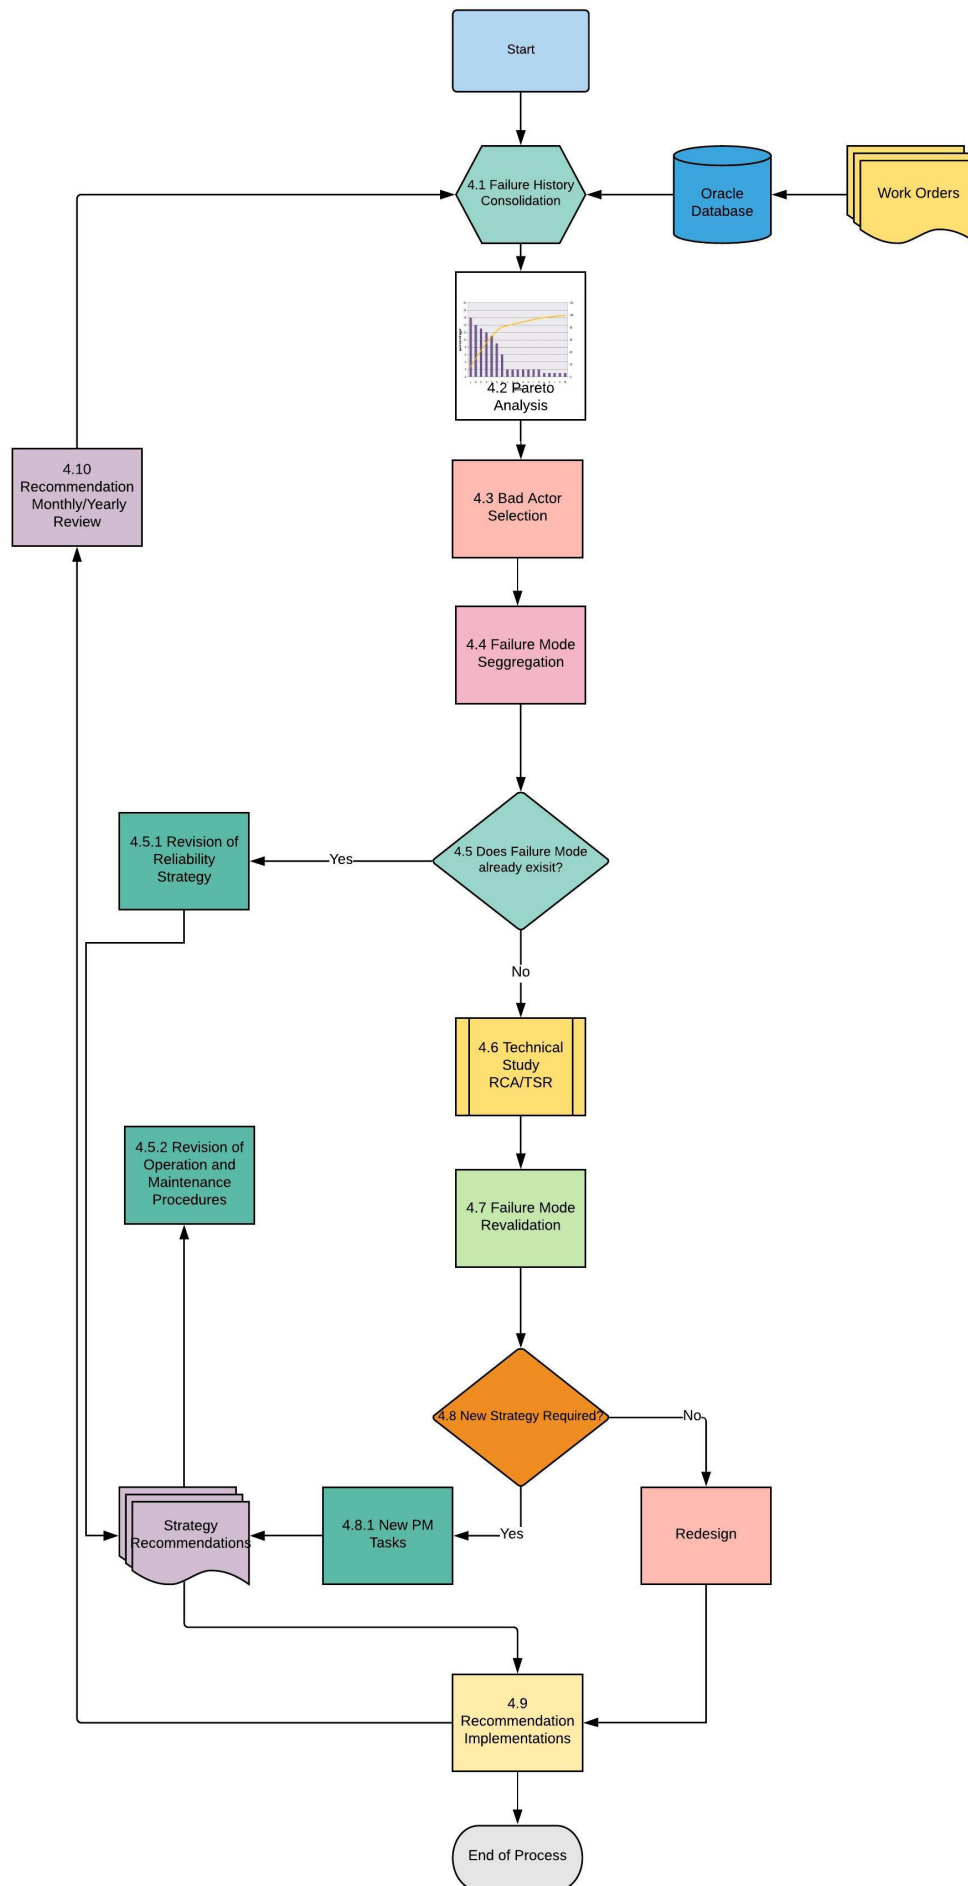 Start
4.1 Failure History
Consolidation
Oracle
Database
Work Orders
4.2 Pareto
Analysis
4.10
Recommendation
Monthly/Yearly
Review
4.3 Bad Actor
Selection
4.4 Failure Mode
Seggregation
4.5.1 Revision of
Reliability
Strategy
Yes
4.5 Does Failure Mode
already exisit?
No
4.6 Technical
Study
RCA/TSR
4.5.2 Revision of
Operation and
Maintenance
Procedures
4.7 Failure Mode
Revalidation
4.8 New Strategy Required?
No
Strategy
Recommendations
4.8.1 New PM
Tasks
Yes
Redesign
4.9
Recommendation
Implementations
End of Process